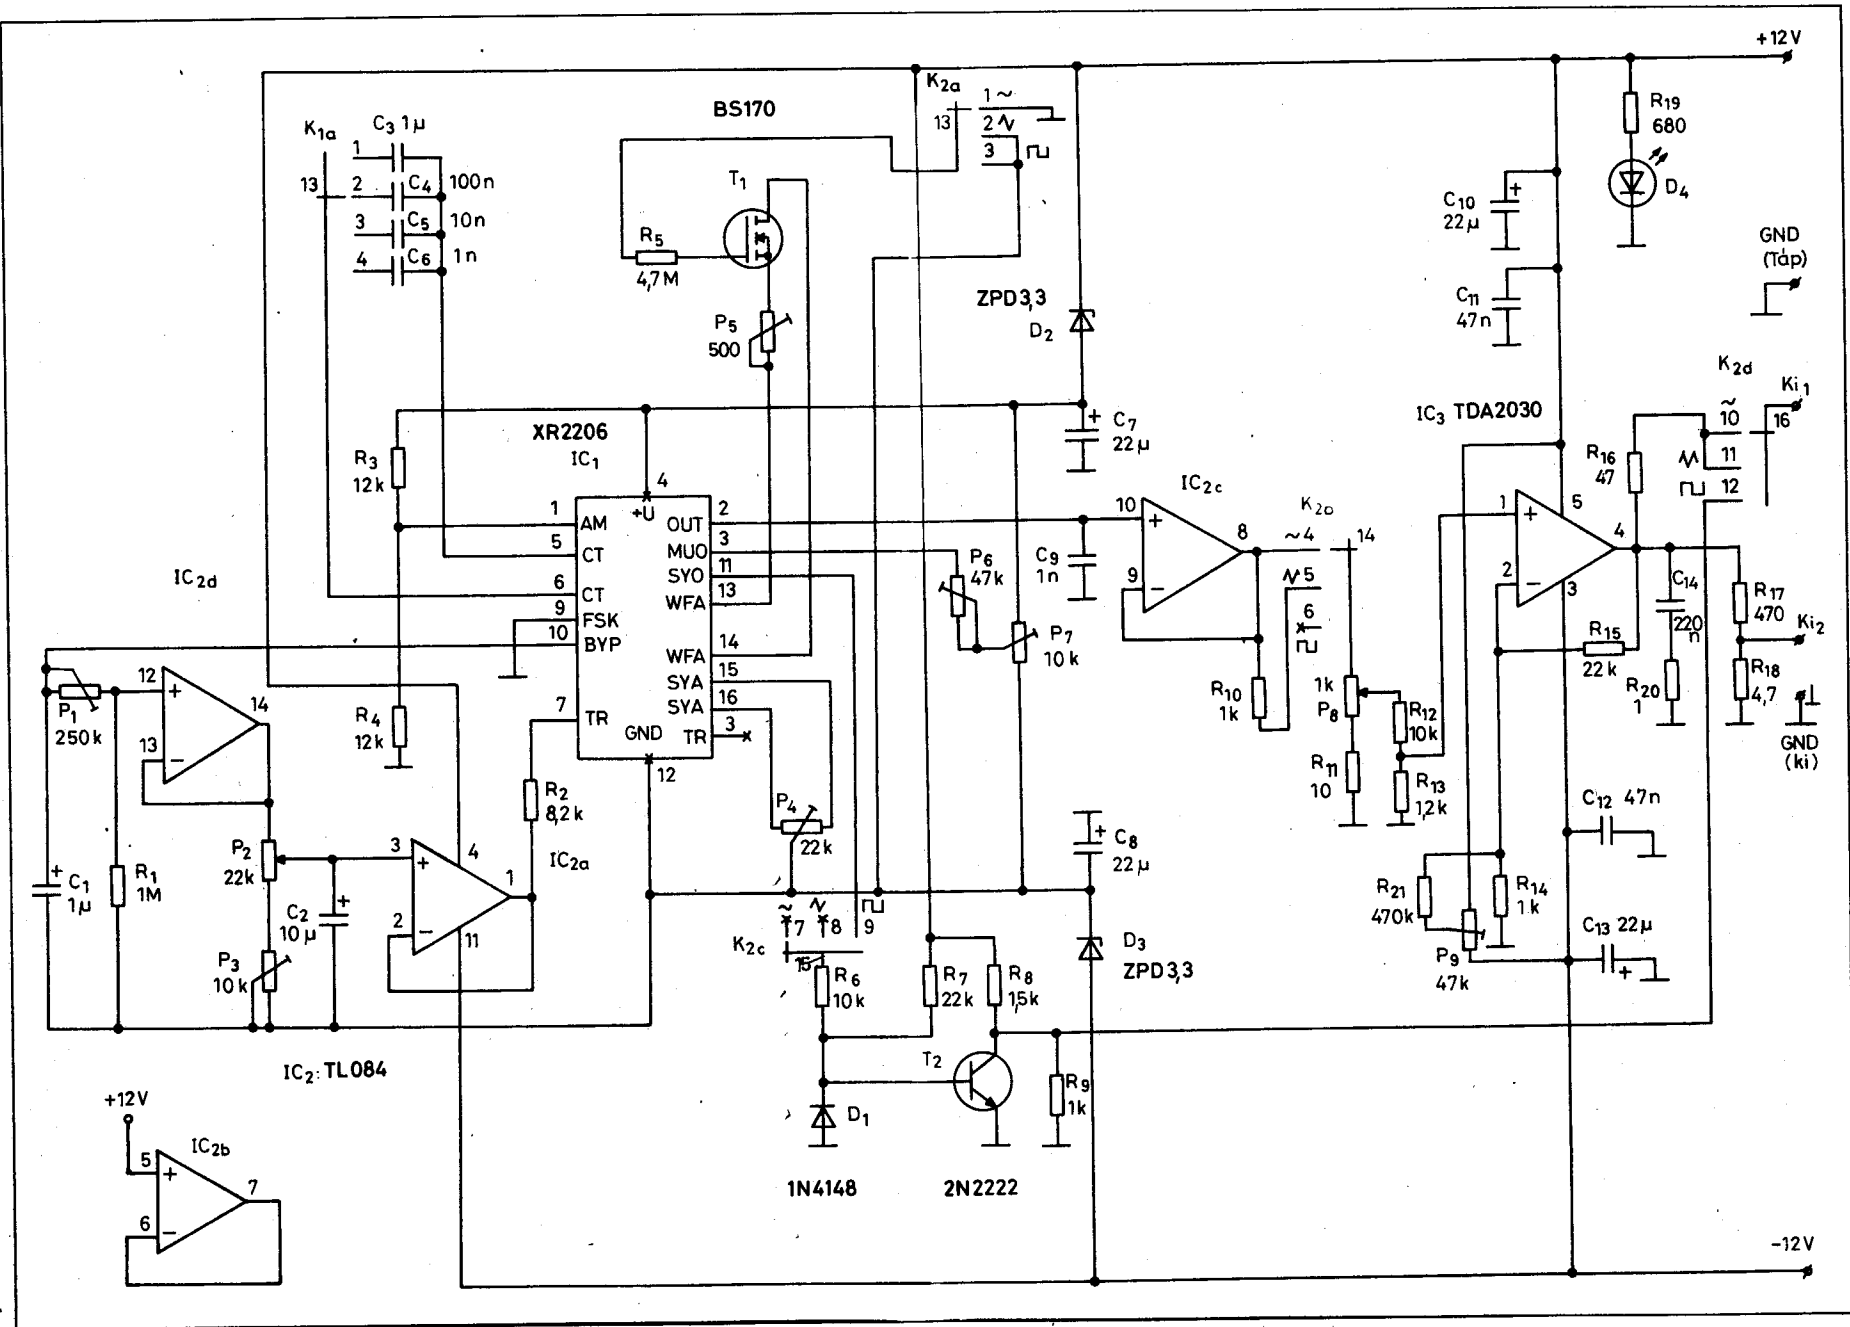 +12V
K2a
1 ~
13
2
3
BS170
C3 1µ
K1a
1
13
2
C4
100n
3
C5
10n
4
C6
1n
T1
R5
4,7M
P5
500
ZPD3,3
D2
R19
680
D4
C10
22µ
+
C11
47n
GND
(Táp)
K2d
Ki1
~
10
16
11
12
IC3 TDA2030
XR2206
IC1
C7
22µ
+
R3
12k
4
+U
1
AM
OUT
2
5
CT
MUO
3
SYO
11
6
CT
WFA
13
9
FSK
10
BYP
WFA
14
SYA
15
SYA
16
7
TR
GND
TR
3
12
IC2c
10
+
8
9
−
C9
1n
K2b
~4
14
5
6
P6
47k
P7
10k
R10
1k
1k
P8
R11
10
R12
10k
R13
1,2k
1
+
5
4
2
−
3
R16
47
C14
220
n
R15
22k
R20
1
R17
470
Ki2
R18
4,7
GND
(ki)
IC2d
12
+
14
13
−
P1
250k
R4
12k
R2
8,2k
P2
22k
3
+
4
1
2
−
11
IC2a
C1
1µ
+
R1
1M
C2
10µ
+
P3
10k
P4
22k
C8
22µ
+
~
7
8
9
K2c
15
R6
10k
R7
22k
R8
1,5k
D3
ZPD3,3
R21
470k
R14
1k
P9
47k
C12 47n
C13 22µ
+
IC2: TL084
T2
D1
R9
1k
1N4148
2N2222
+12V
IC2b
5
+
7
6
−
-12V